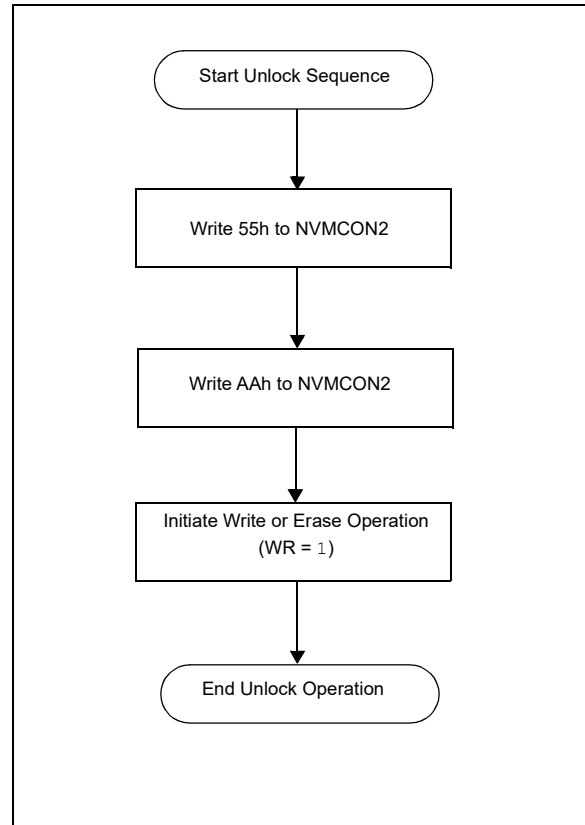 Start Unlock Sequence
Write 55h to NVMCON2
Write AAh to NVMCON2
Initiate Write or Erase Operation
(WR = 1)
End Unlock Operation